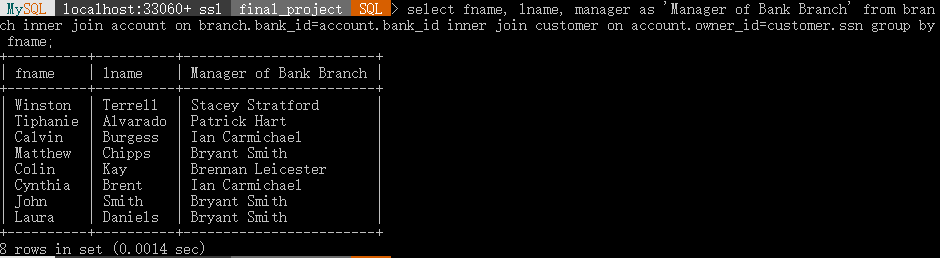 MySQL localhost:33060+ ssl final_project SQL > select fname, lname, manager as 'Manager of Bank Branch' from bran
ch inner join account on branch.bank_id=account.bank_id inner join customer on account.owner_id=customer.ssn group by
fname;
+----------+----------+------------------------+
| fname | lname | Manager of Bank Branch |
+----------+----------+------------------------+
| Winston | Terrell | Stacey Stratford |
| Tiphanie | Alvarado | Patrick Hart |
| Calvin | Burgess | Ian Carmichael |
| Matthew | Chipps | Bryant Smith |
| Colin | Kay | Brennan Leicester |
| Cynthia | Brent | Ian Carmichael |
| John | Smith | Bryant Smith |
| Laura | Daniels | Bryant Smith |
+----------+----------+------------------------+
8 rows in set (0.0014 sec)